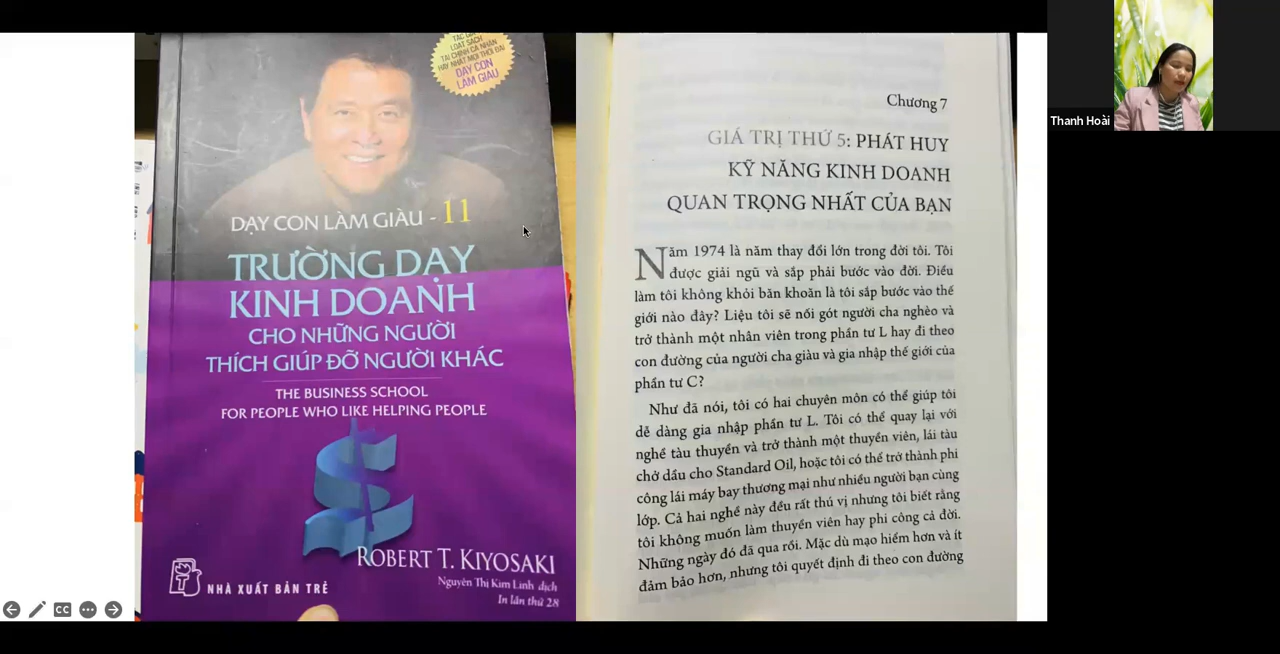 TÁC GIẢ
LOẠT SÁCH
TÀI CHÍNH CÁ NHÂN
HAY NHẤT MỌI THỜI ĐẠI
DẠY CON
LÀM GIÀU
DẠY CON LÀM GIÀU - 11
TRƯỜNG DẠY
KINH DOANH
CHO NHỮNG NGƯỜI
THÍCH GIÚP ĐỠ NGƯỜI KHÁC
THE BUSINESS SCHOOL
FOR PEOPLE WHO LIKE HELPING PEOPLE
ROBERT T. KIYOSAKI
Nguyên Thị Kim Linh dịch
In lần thứ 28
NHÀ XUẤT BẢN TRẺ
Chương 7
GIÁ TRỊ THỨ 5: PHÁT HUY
KỸ NĂNG KINH DOANH
QUAN TRỌNG NHẤT CỦA BẠN
Năm 1974 là năm thay đổi lớn trong đời tôi. Tôi
được giải ngũ và sắp phải bước vào đời. Điều
làm tôi không khỏi băn khoăn là tôi sắp bước vào thế
giới nào đây? Liệu tôi sẽ nối gót người cha nghèo và
trở thành một nhân viên trong phần tư L hay đi theo
con đường của người cha giàu và gia nhập thế giới của
phần tư C?
Như đã nói, tôi có hai chuyên môn có thể giúp tôi
dễ dàng gia nhập phần tư L. Tôi có thể quay lại với
nghề tàu thuyền và trở thành một thuyền viên, lái tàu
chở dầu cho Standard Oil, hoặc tôi có thể trở thành phi
công lái máy bay thương mại như nhiều người bạn cùng
lớp. Cả hai nghề này đều rất thú vị nhưng tôi biết rằng
tôi không muốn làm thuyền viên hay phi công cả đời.
Những ngày đó đã qua rồi. Mặc dù mạo hiểm hơn và ít
đảm bảo hơn, nhưng tôi quyết định đi theo con đường
Thanh Hoài
CC